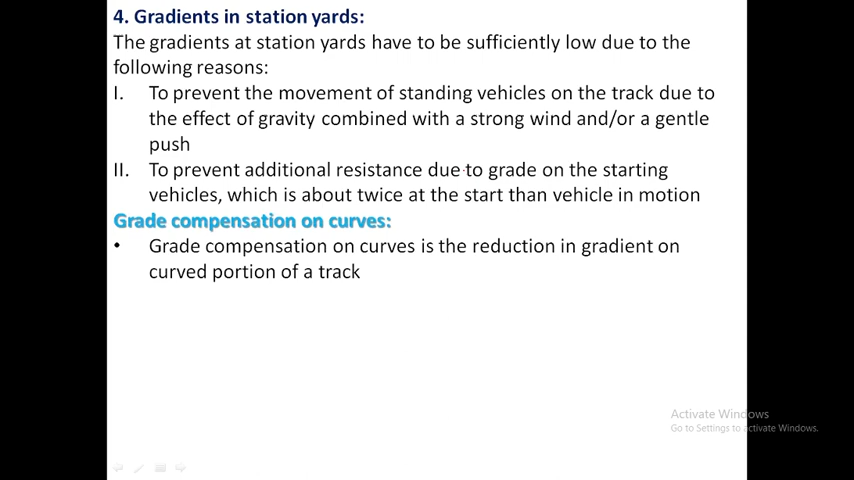 4. Gradients in station yards:
The gradients at station yards have to be sufficiently low due to the
following reasons:
I. To prevent the movement of standing vehicles on the track due to
the effect of gravity combined with a strong wind and/or a gentle
push
II. To prevent additional resistance due to grade on the starting
vehicles, which is about twice at the start than vehicle in motion
Grade compensation on curves:
• Grade compensation on curves is the reduction in gradient on
curved portion of a track
Activate Windows
Go to Settings to activate Windows.